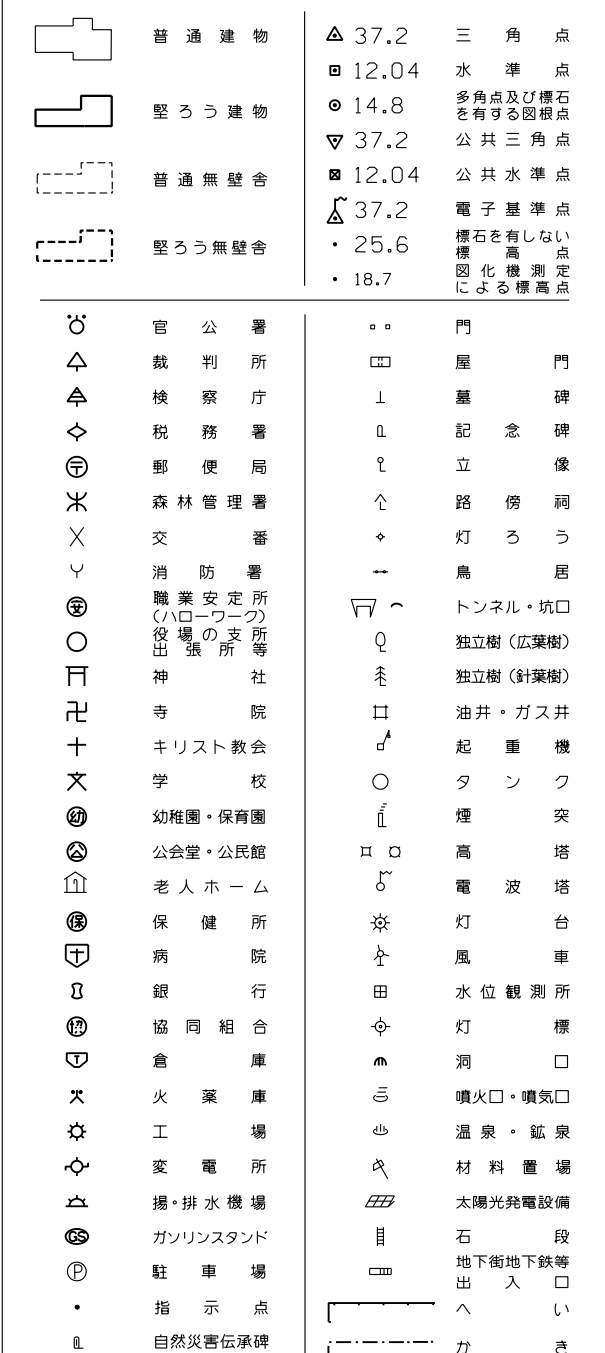 普通建物
堅ろう建物
普通無壁舎
堅ろう無壁舎
37.2 三角点
12.04 水準点
14.8 多角点及び標石
を有する図根点
37.2 公共三角点
12.04 公共水準点
37.2 電子基準点
25.6 標石を有しない
標高点
18.7 図化機測定
による標高点
官公署
裁判所
検察庁
税務署
郵便局
森林管理署
交番
消防署
安 職業安定所
(ハローワーク)
役場の支所
出張所等
神社
寺院
キリスト教会
文 学校
幼 幼稚園・保育園
公 公会堂・公民館
老人ホーム
保 保健所
病院
銀行
協 協同組合
T 倉庫
火薬庫
工場
変電所
揚・排水機場
GS ガソリンスタンド
P 駐車場
指示点
自然災害伝承碑
門
屋門
墓碑
記念碑
立像
路傍祠
灯ろう
鳥居
トンネル・坑口
独立樹(広葉樹)
独立樹(針葉樹)
油井・ガス井
起重機
タンク
煙突
高塔
電波塔
灯台
風車
水位観測所
灯標
洞口
噴火口・噴気口
温泉・鉱泉
材料置場
太陽光発電設備
石段
地下街地下鉄等
出入口
へい
かき